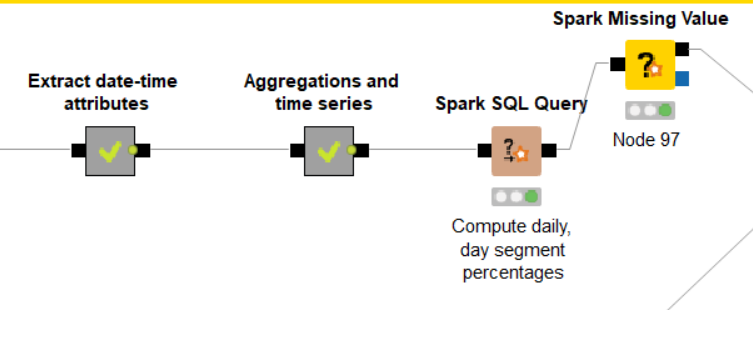 Spark Missing Value
Extract date-time
attributes
Aggregations and
time series
Spark SQL Query
Node 97
Compute daily,
day segment
percentages